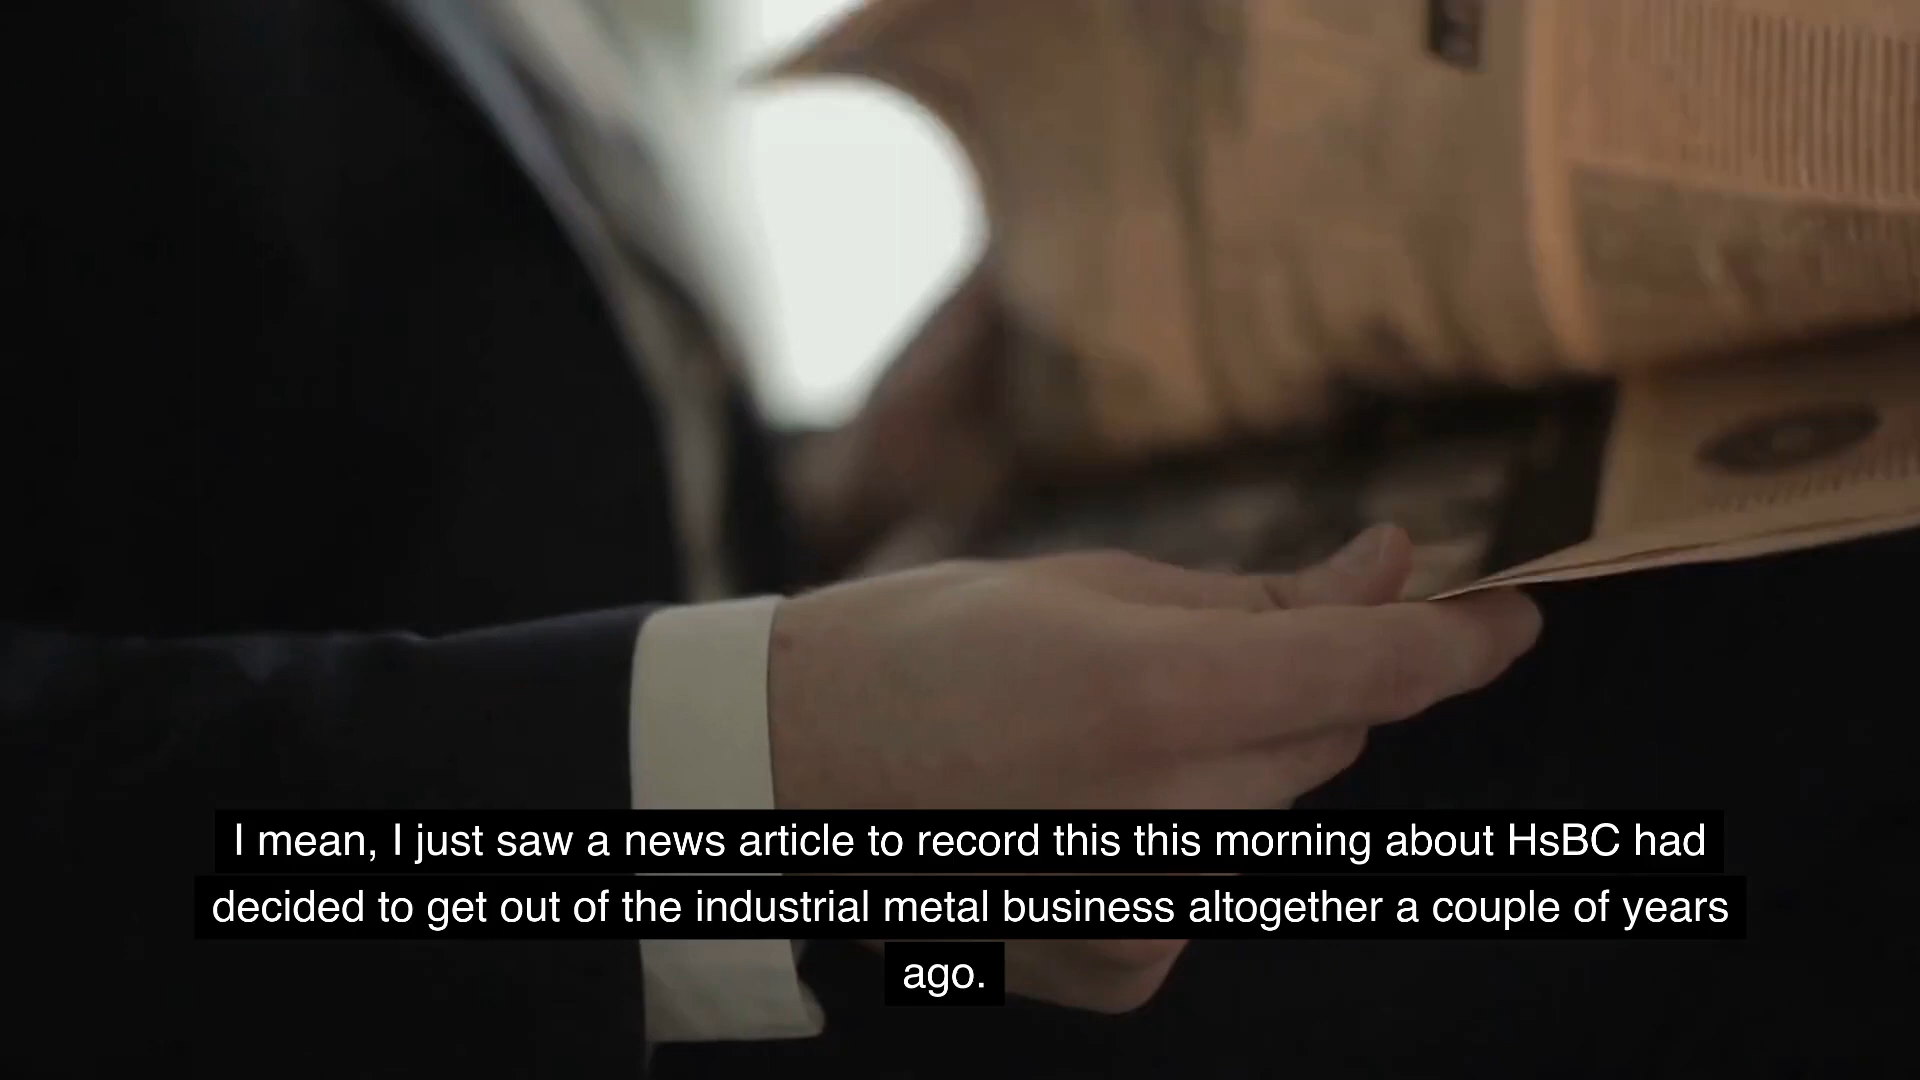 I mean, I just saw a news article to record this this morning about HsBC had
decided to get out of the industrial metal business altogether a couple of years
ago.